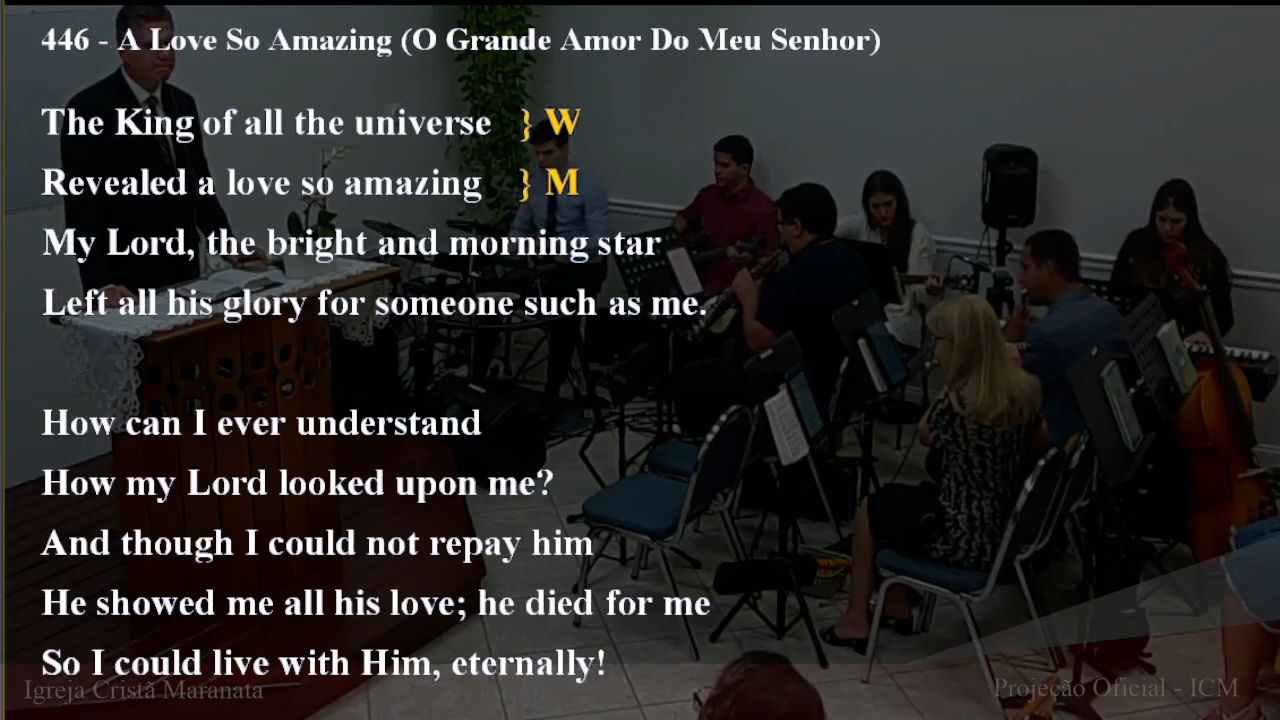 446 - A Love So Amazing (O Grande Amor Do Meu Senhor)
The King of all the universe } W
Revealed a love so amazing } M
My Lord, the bright and morning star
Left all his glory for someone such as me.
How can I ever understand
How my Lord looked upon me?
And though I could not repay him
He showed me all his love; he died for me
So I could live with Him, eternally!
Igreja Cristã Maranata
Projeção Oficial - ICM